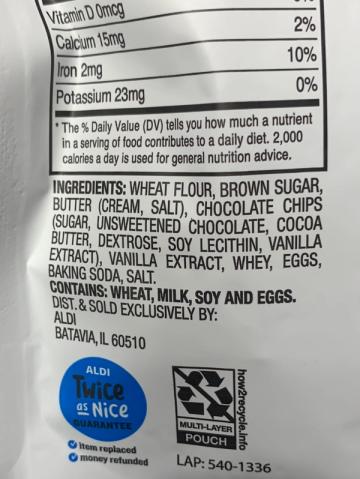 Vitamin D 0mcg
Calcium 15mg 2%
Iron 2mg 10%
Potassium 23mg 0%
* The % Daily Value (DV) tells you how much a nutrient
in a serving of food contributes to a daily diet. 2,000
calories a day is used for general nutrition advice.
INGREDIENTS: WHEAT FLOUR, BROWN SUGAR,
BUTTER (CREAM, SALT), CHOCOLATE CHIPS
(SUGAR, UNSWEETENED CHOCOLATE, COCOA
BUTTER, DEXTROSE, SOY LECITHIN, VANILLA
EXTRACT), VANILLA EXTRACT, WHEY, EGGS,
BAKING SODA, SALT.
CONTAINS: WHEAT, MILK, SOY AND EGGS.
DIST. & SOLD EXCLUSIVELY BY:
ALDI
BATAVIA, IL 60510
ALDI
Twice
as Nice
GUARANTEE
item replaced
money refunded
MULTI-LAYER
POUCH
how2recycle.info
LAP: 540-1336